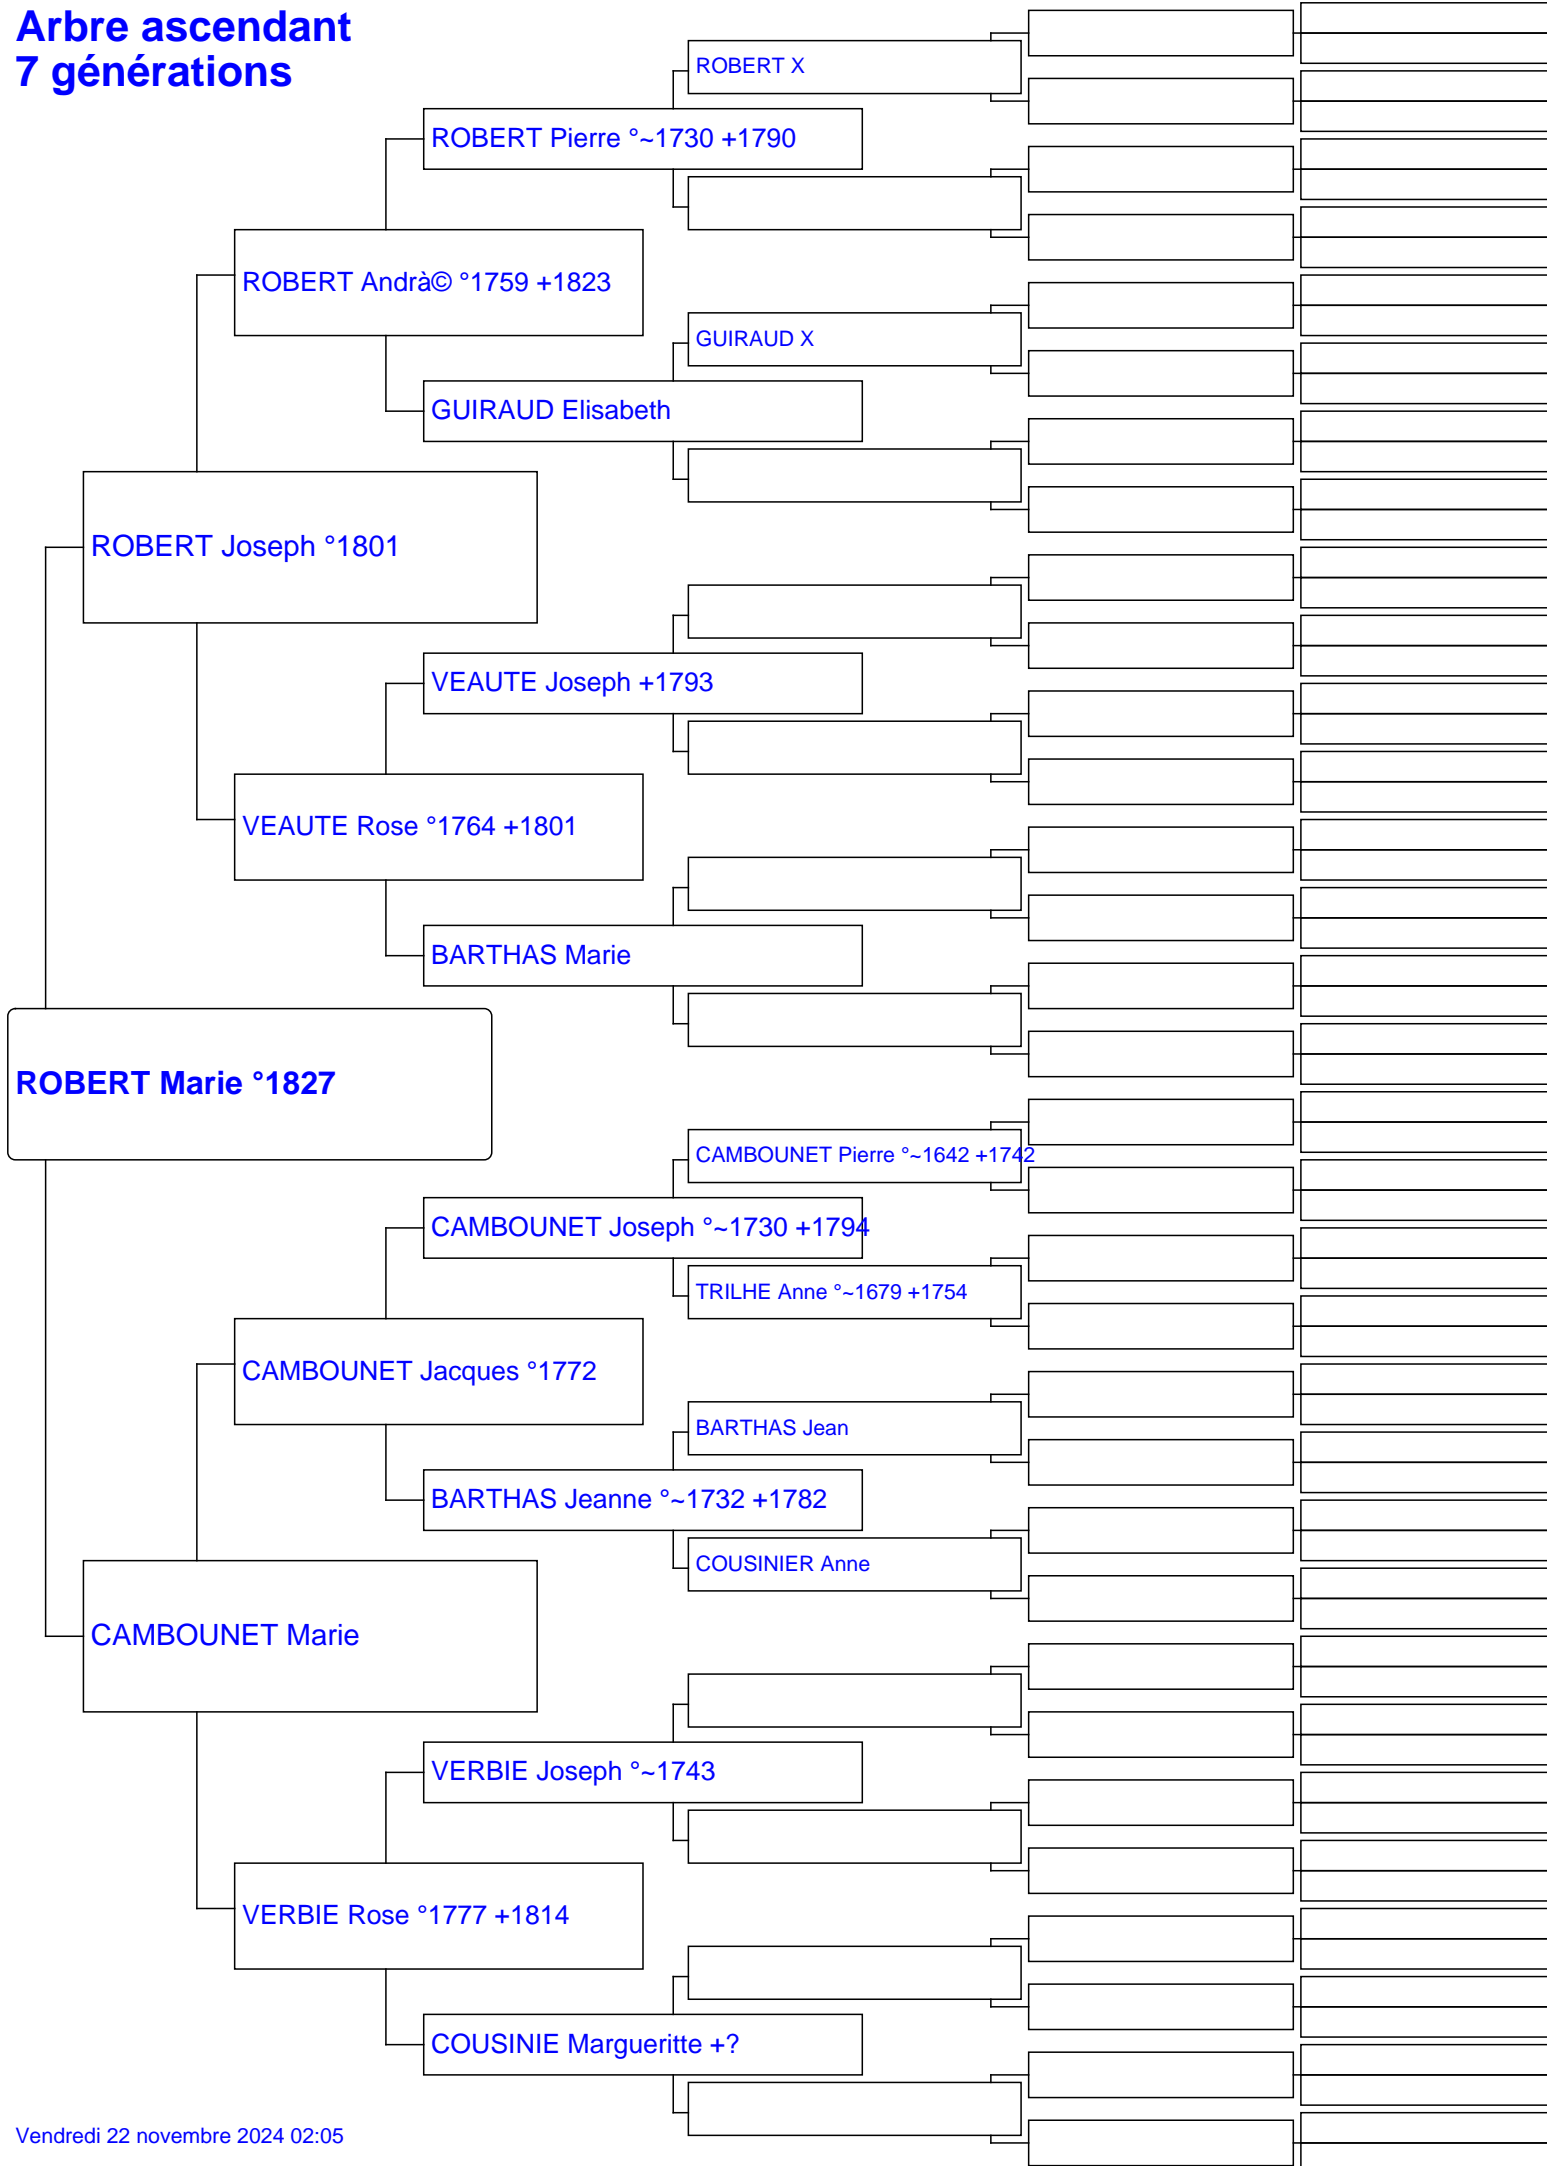 Arbre ascendant
7 générations
ROBERT X
ROBERT Pierre °~1730 +1790
ROBERT Andrà© °1759 +1823
GUIRAUD X
GUIRAUD Elisabeth
ROBERT Joseph °1801
VEAUTE Joseph +1793
VEAUTE Rose °1764 +1801
BARTHAS Marie
ROBERT Marie °1827
CAMBOUNET Pierre °~1642 +1742
CAMBOUNET Joseph °~1730 +1794
TRILHE Anne °~1679 +1754
CAMBOUNET Jacques °1772
BARTHAS Jean
BARTHAS Jeanne °~1732 +1782
COUSINIER Anne
CAMBOUNET Marie
VERBIE Joseph °~1743
VERBIE Rose °1777 +1814
COUSINIE Margueritte +?
Vendredi 22 novembre 2024 02:05